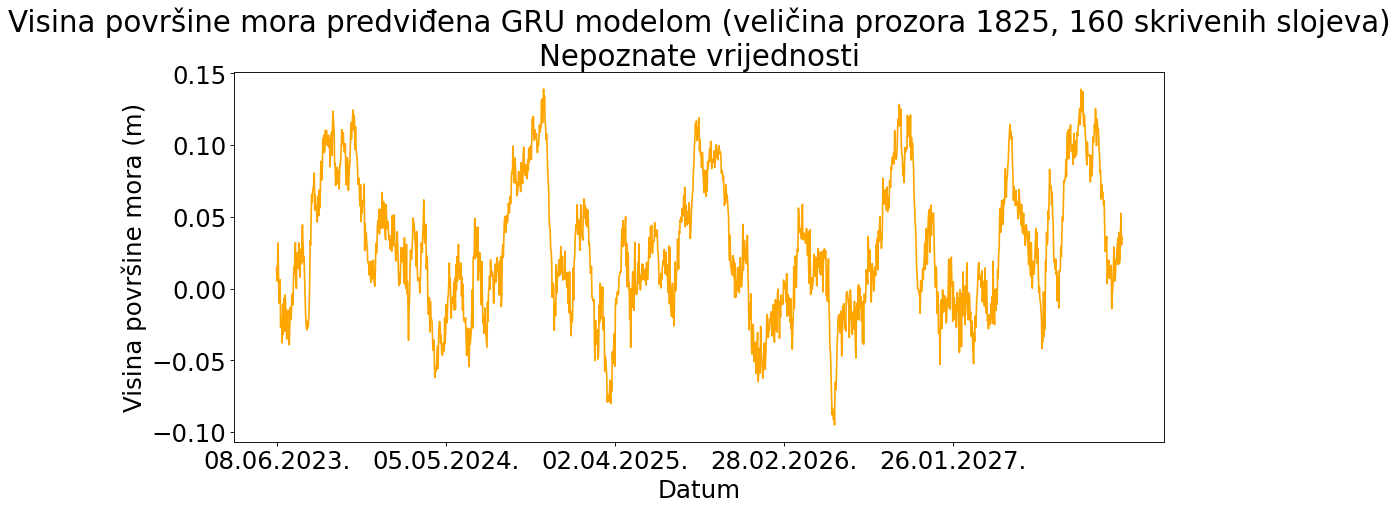 Visina površine mora predviđena GRU modelom (veličina prozora 1825, 160 skrivenih slojeva)
Nepoznate vrijednosti
Visina površine mora (m)
0.15
0.10
0.05
0.00
−0.05
−0.10
08.06.2023. 05.05.2024. 02.04.2025. 28.02.2026. 26.01.2027.
Datum